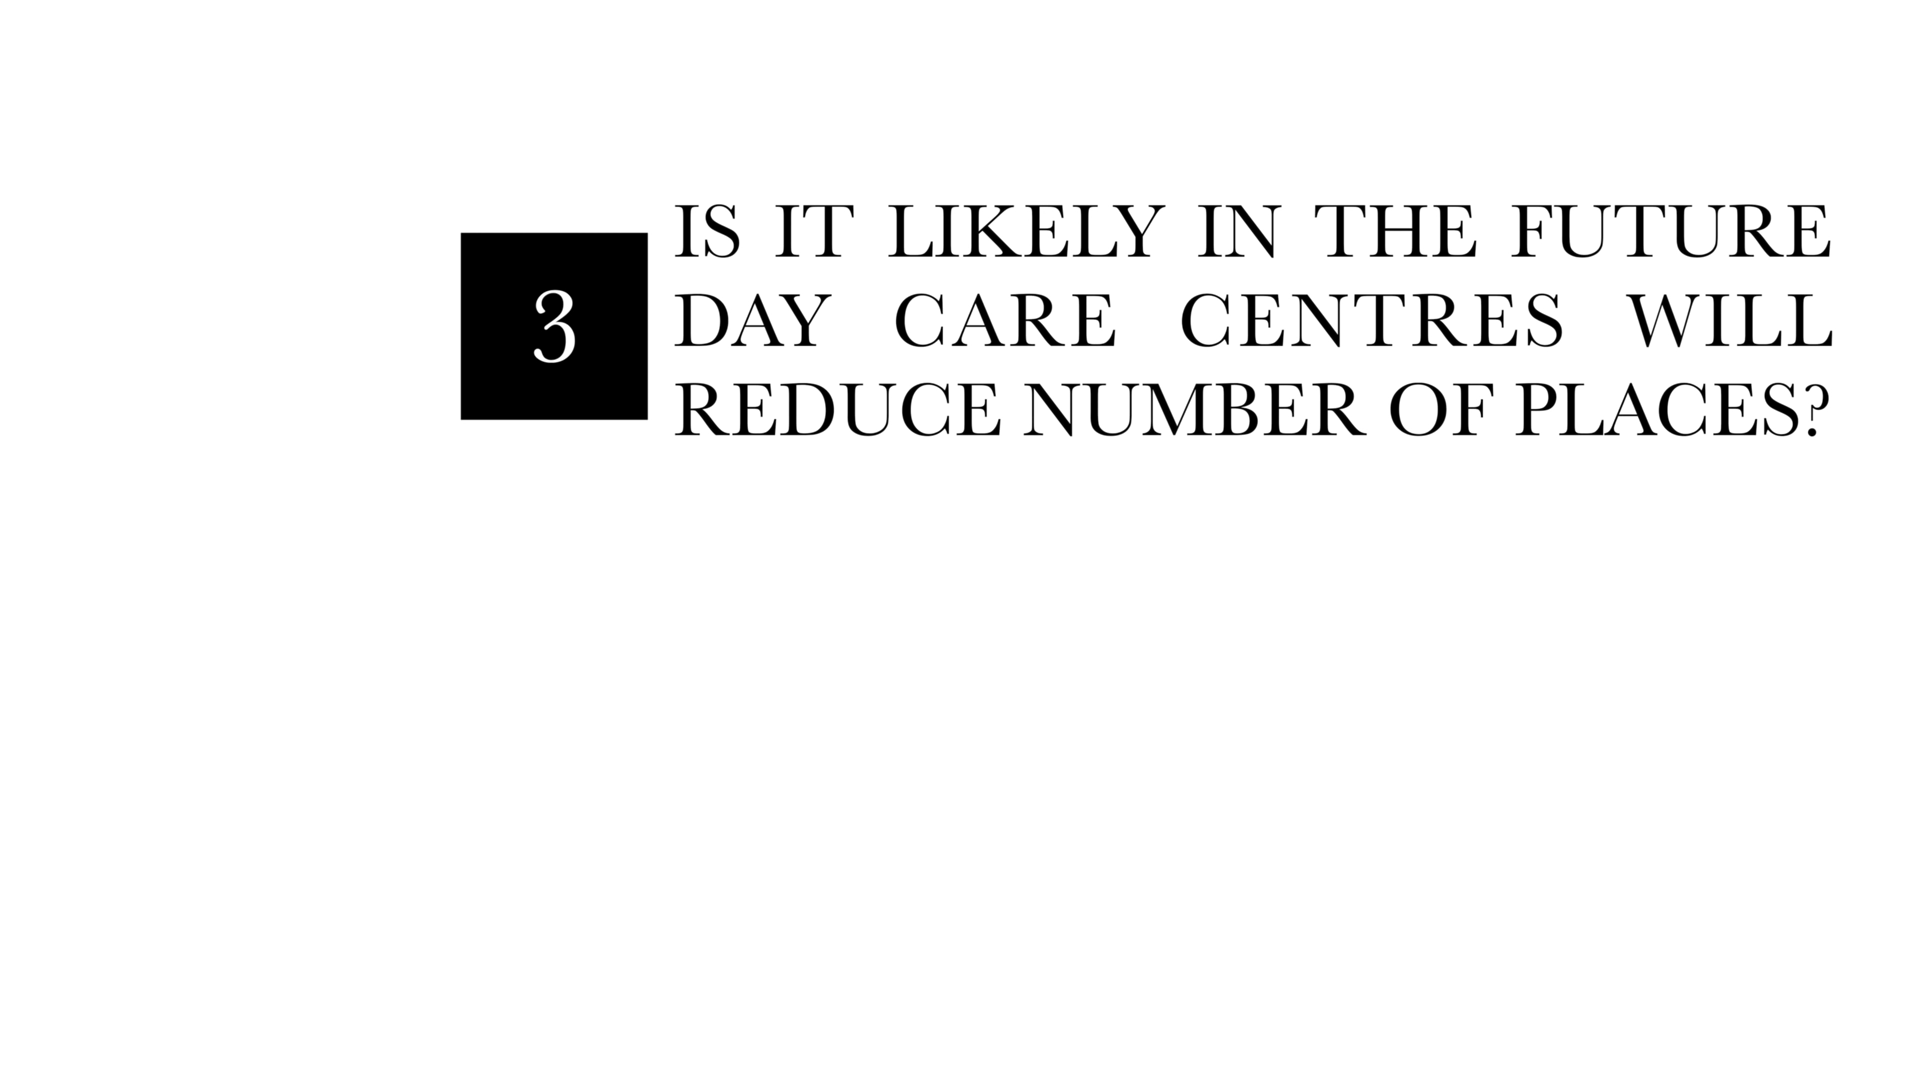 3
IS IT LIKELY IN THE FUTURE
DAY CARE CENTRES WILL
REDUCE NUMBER OF PLACES?